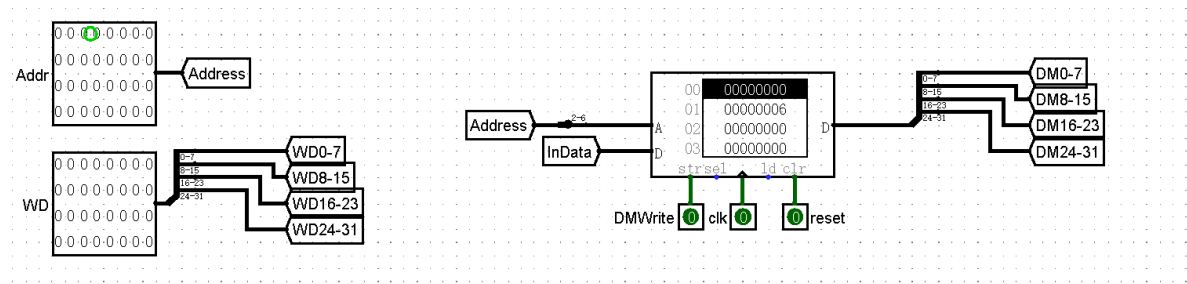 0 0 0 0 0 0 0 0
0 0 0 0 0 0 0 0
0 0 0 0 0 0 0 0
0 0 0 0 0 0 0 0
Addr
Address
0 0 0 0 0 0 0 0
0 0 0 0 0 0 0 0
0 0 0 0 0 0 0 0
0 0 0 0 0 0 0 0
WD
0-7
8-15
16-23
24-31
WD0-7
WD8-15
WD16-23
WD24-31
Address
2-6
InData
00 00000000
01 00000006
02 00000000
03 00000000
A
D
D
str sel ld clr
DMWrite 0 clk 0 0 reset
0-7
8-15
16-23
24-31
DM0-7
DM8-15
DM16-23
DM24-31